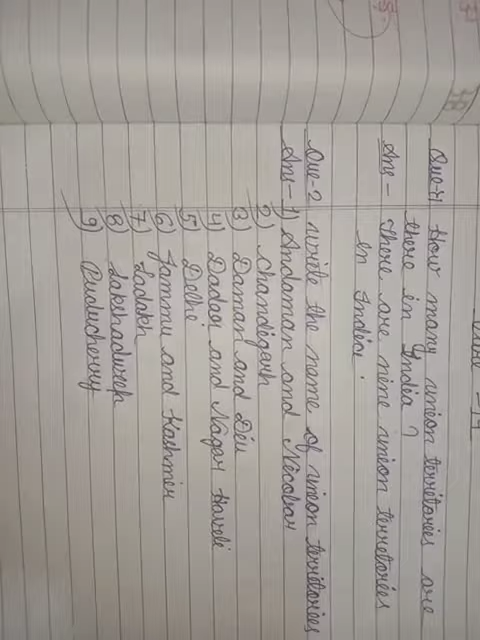 Que-1 How many union territories are
there in India?
Ans - There are nine union territories
in India.
Que-2 write the name of union territories
Ans - 1) Andaman and Nicobar
2) Chandigarh
3) Daman and Diu
4) Dadar and Nagar Haveli
5) Delhi
6) Jammu and Kashmir
7) Ladakh
8) Lakshadweep
9) Puducherry